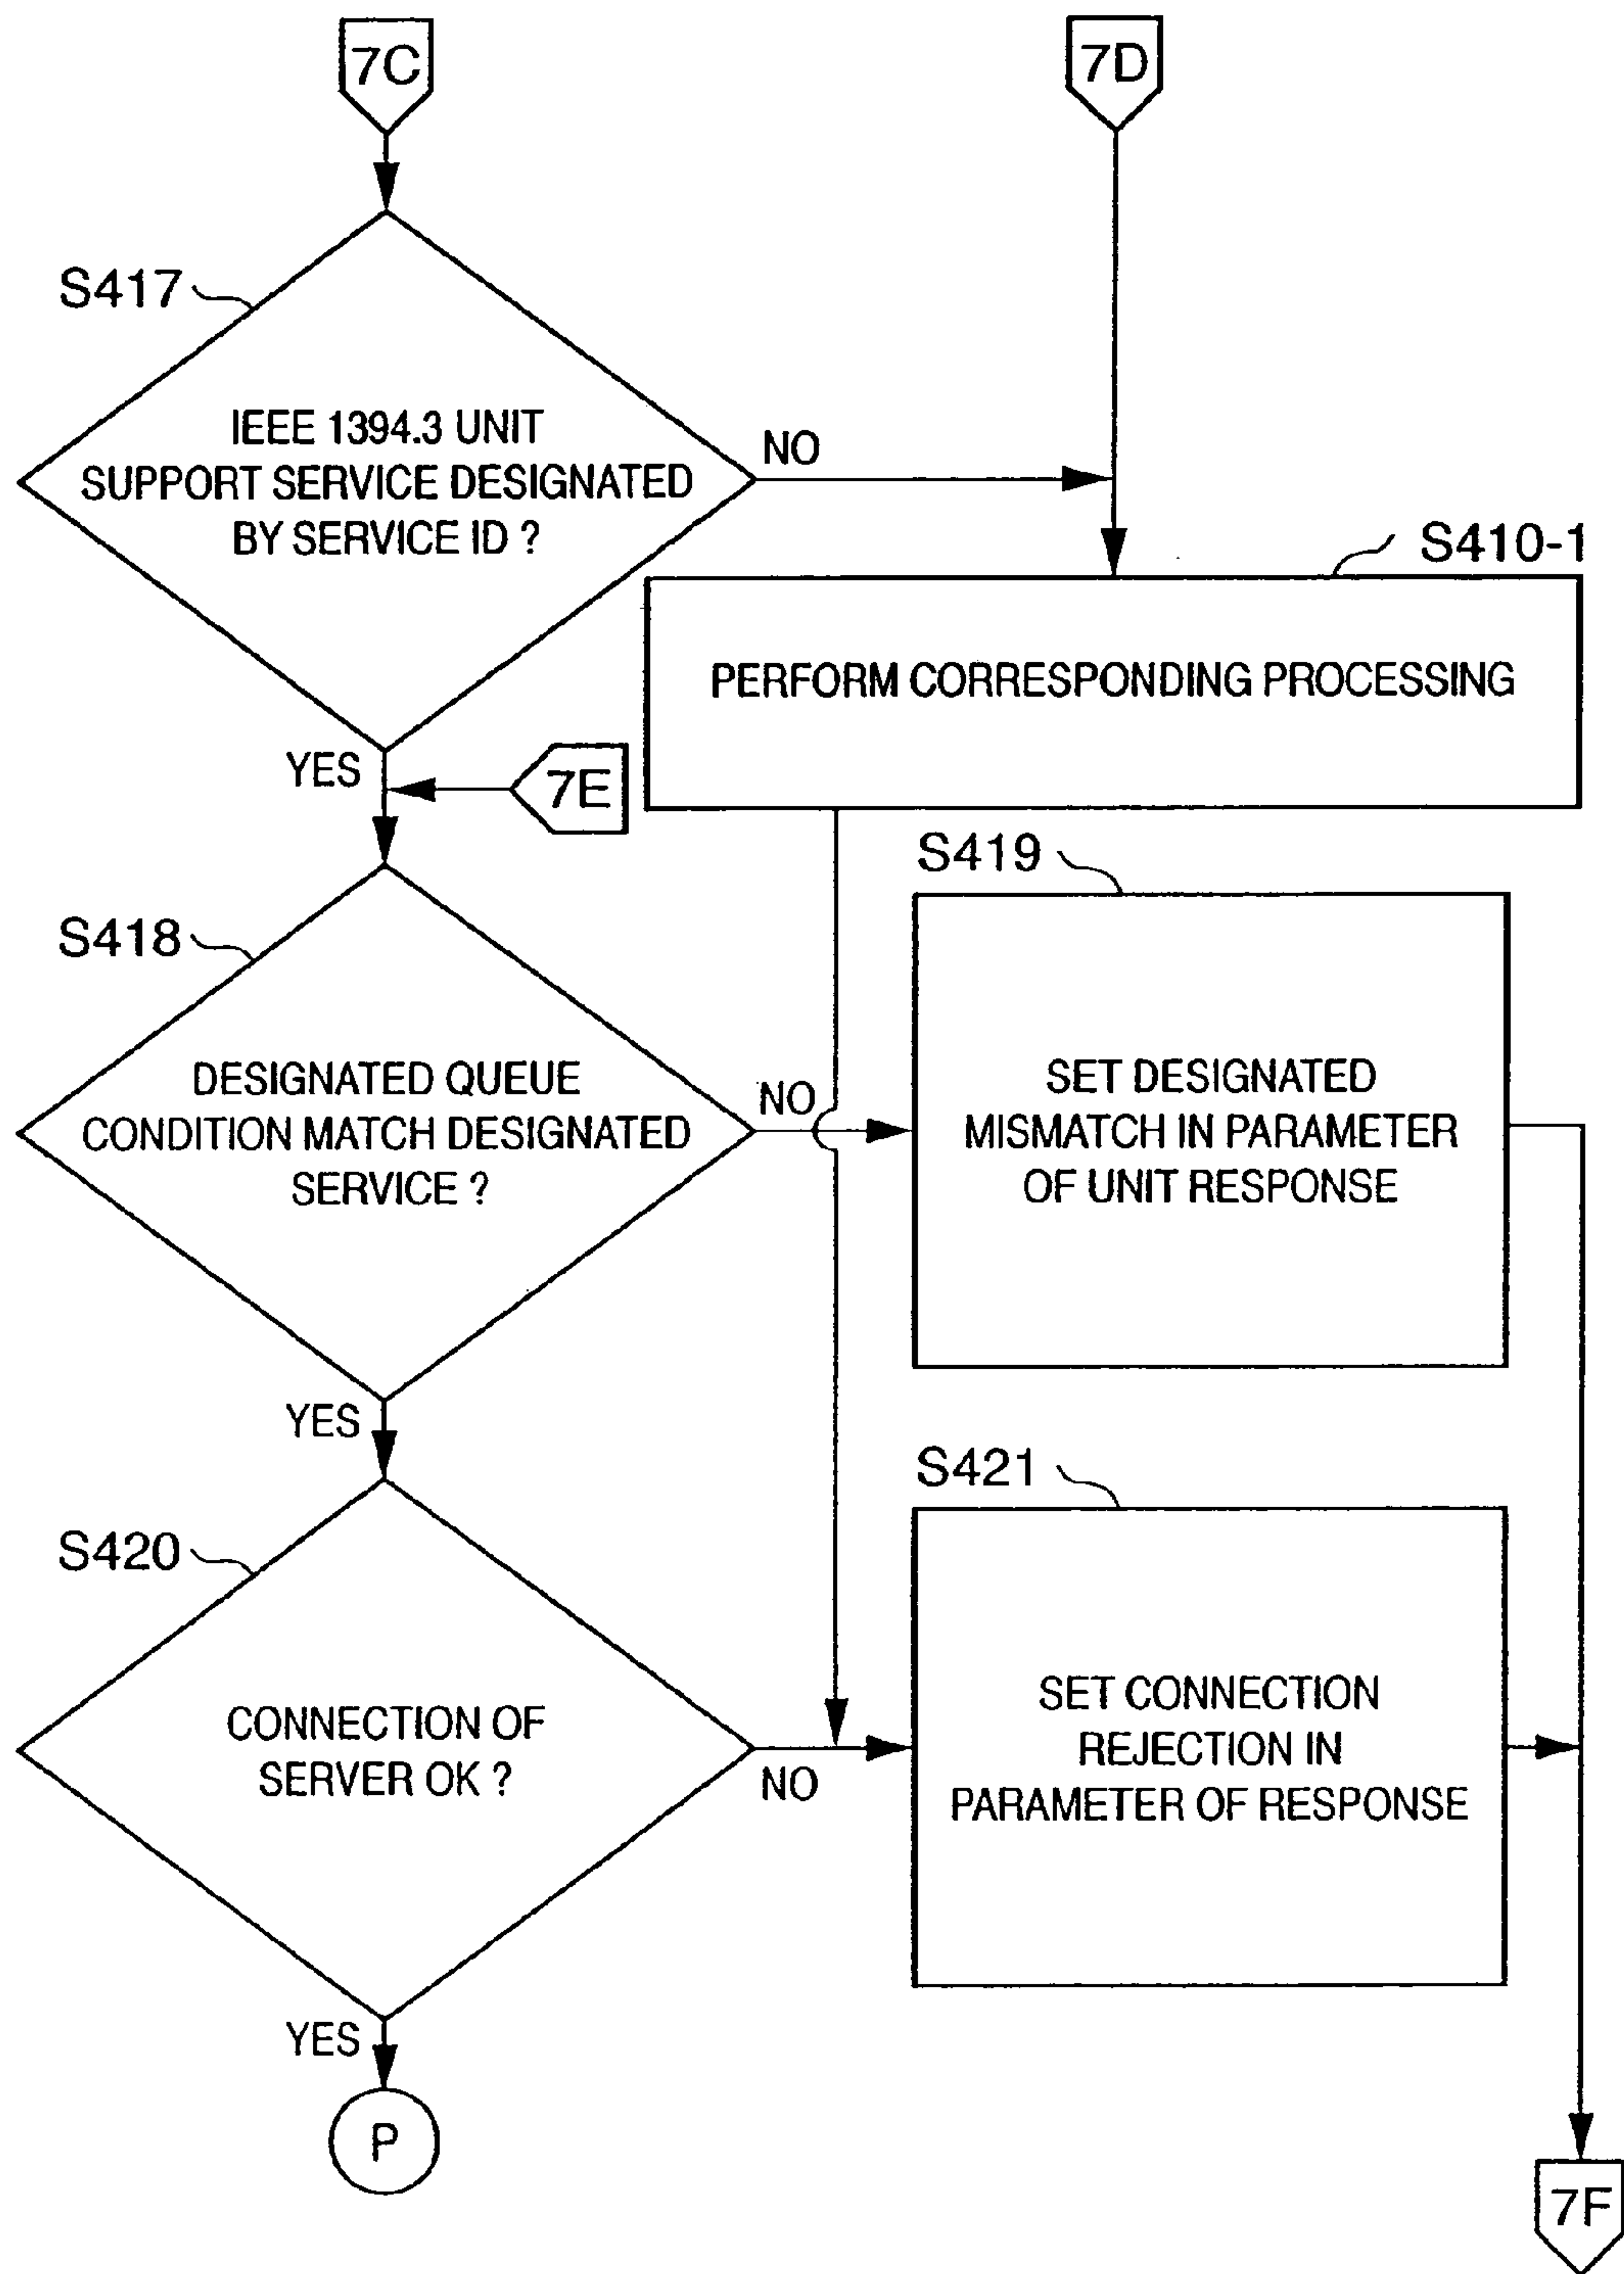 7C
7D
S417
IEEE 1394.3 UNIT
SUPPORT SERVICE DESIGNATED
BY SERVICE ID ?
NO
S410-1
PERFORM CORRESPONDING PROCESSING
YES
7E
S418
DESIGNATED QUEUE
CONDITION MATCH DESIGNATED
SERVICE ?
NO
S419
SET DESIGNATED
MISMATCH IN PARAMETER
OF UNIT RESPONSE
YES
S420
CONNECTION OF
SERVER OK ?
NO
S421
SET CONNECTION
REJECTION IN
PARAMETER OF RESPONSE
YES
P
7F